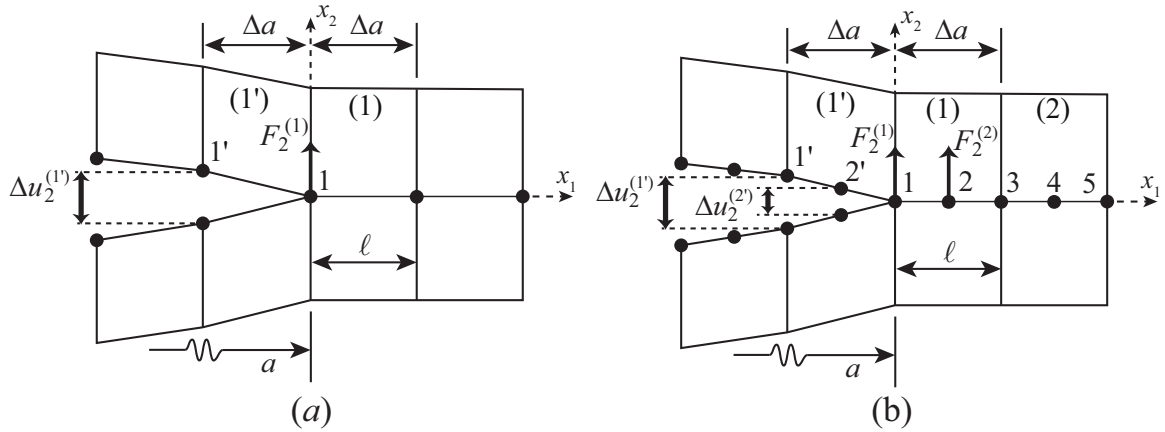 x₂ x₂
Δa Δa Δa Δa
(1') (1) (1') (1) (2)
F₂⁽¹⁾ F₂⁽¹⁾ F₂⁽²⁾
1' 1 x₁ 1' 2' 1 2 3 4 5 x₁
Δu₂⁽¹'⁾ Δu₂⁽¹'⁾ Δu₂⁽²'⁾
ℓ ℓ
a a
(a) (b)